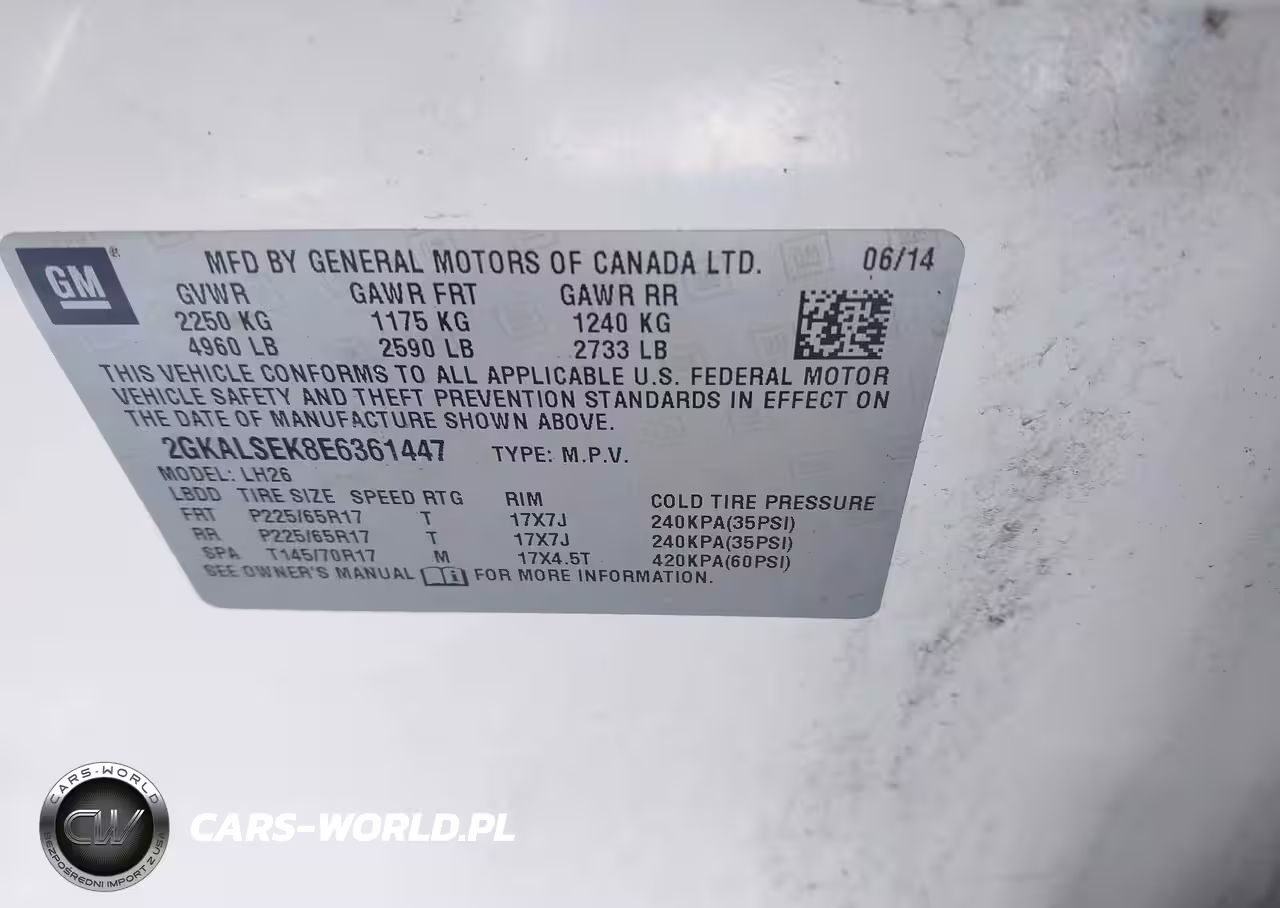 GM ®
MFD BY GENERAL MOTORS OF CANADA LTD. 06/14
GVWR GAWR FRT GAWR RR
2250 KG 1175 KG 1240 KG
4960 LB 2590 LB 2733 LB
THIS VEHICLE CONFORMS TO ALL APPLICABLE U.S. FEDERAL MOTOR
VEHICLE SAFETY AND THEFT PREVENTION STANDARDS IN EFFECT ON
THE DATE OF MANUFACTURE SHOWN ABOVE.
2GKALSEK8E6361447 TYPE: M.P.V.
MODEL: LH26
LBDD TIRE SIZE SPEED RTG RIM COLD TIRE PRESSURE
FRT P225/65R17 T 17X7J 240KPA(35PSI)
RR P225/65R17 T 17X7J 240KPA(35PSI)
SPA T145/70R17 M 17X4.5T 420KPA(60PSI)
SEE OWNER'S MANUAL FOR MORE INFORMATION.
CARS-WORLD
CW
BEZPOŚREDNI IMPORT Z USA
CARS-WORLD.PL